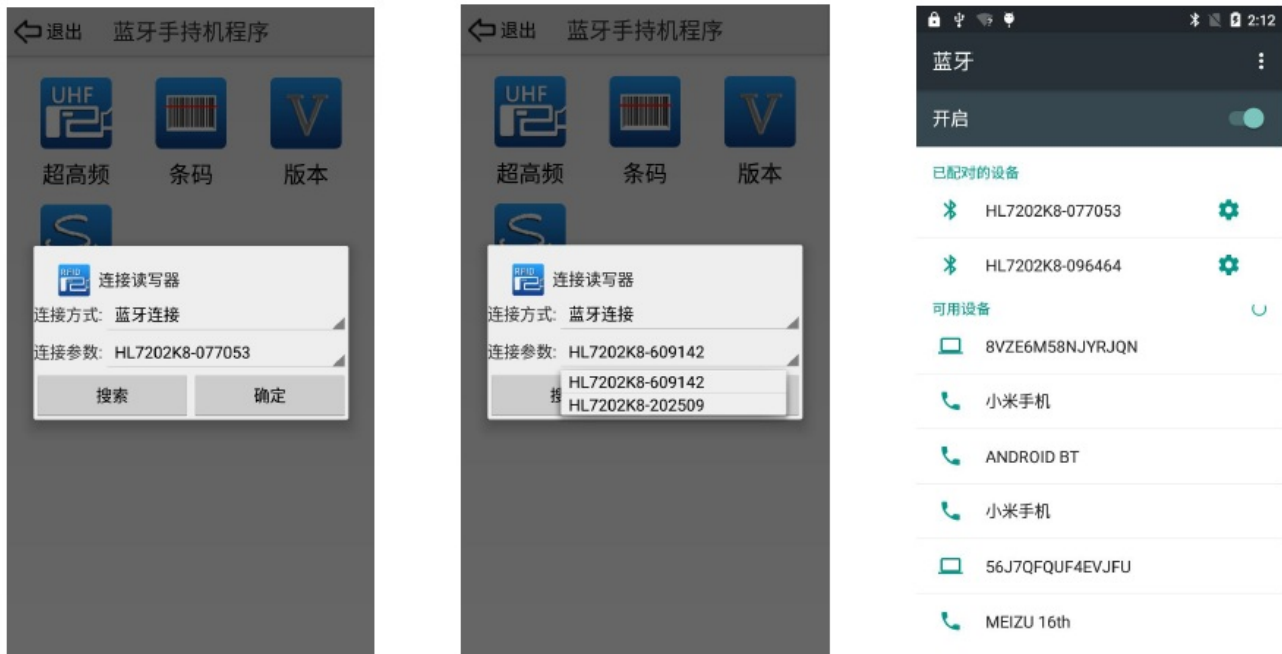 退出 蓝牙手持机程序
UHF
超高频 条码 V 版本
RFID 连接读写器
连接方式: 蓝牙连接
连接参数: HL7202K8-077053
搜索 确定
退出 蓝牙手持机程序
UHF
超高频 条码 V 版本
RFID 连接读写器
连接方式: 蓝牙连接
连接参数: HL7202K8-609142
HL7202K8-609142
HL7202K8-202509
2:12
蓝牙
开启
已配对的设备
HL7202K8-077053
HL7202K8-096464
可用设备
8VZE6M58NJYRJQN
小米手机
ANDROID BT
小米手机
56J7QFQUF4EVJFU
MEIZU 16th